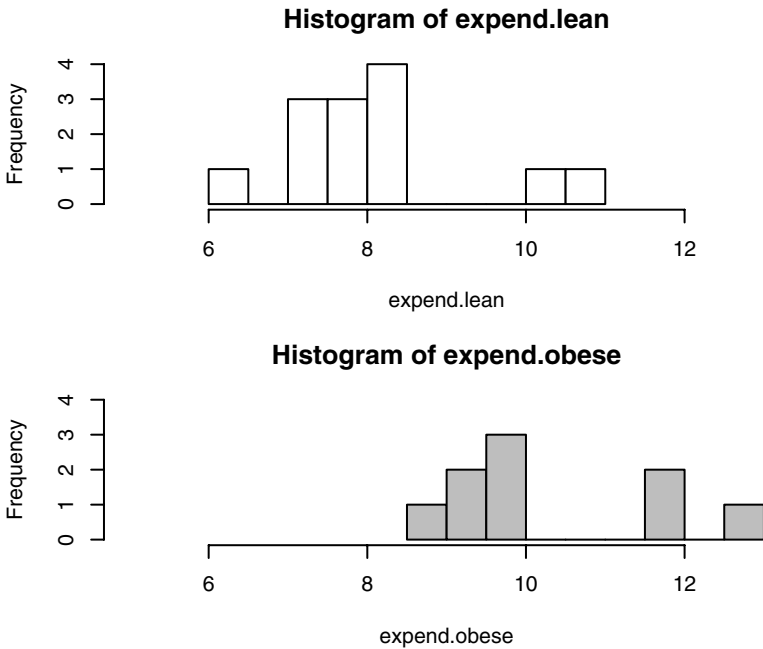 Histogram of expend.lean
Frequency
4
3
2
1
0
6 8 10 12
expend.lean
Histogram of expend.obese
Frequency
4
3
2
1
0
6 8 10 12
expend.obese